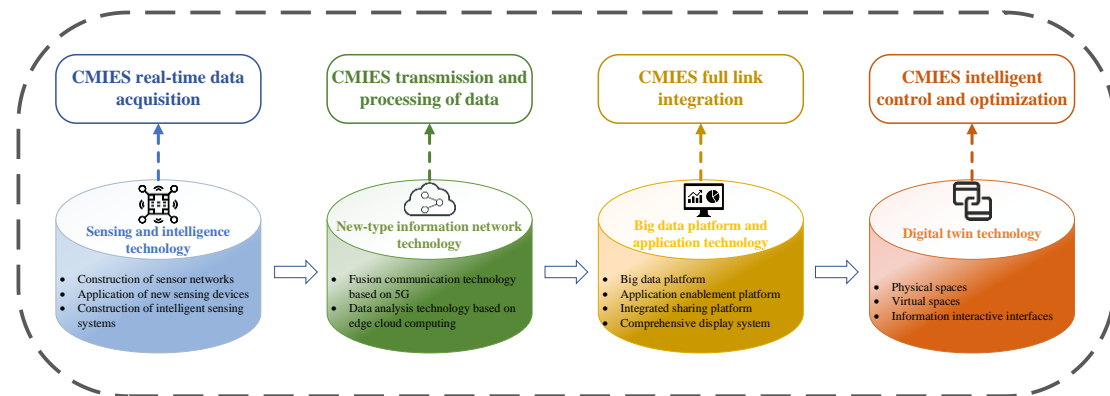 CMIES real-time data
acquisition
CMIES transmission and
processing of data
CMIES full link
integration
CMIES intelligent
control and optimization
Sensing and intelligence
technology
• Construction of sensor networks
• Application of new sensing devices
• Construction of intelligent sensing
systems
New-type information network
technology
• Fusion communication technology
based on 5G
• Data analysis technology based on
edge cloud computing
Big data platform and
application technology
• Big data platform
• Application enablement platform
• Integrated sharing platform
• Comprehensive display system
Digital twin technology
• Physical spaces
• Virtual spaces
• Information interactive interfaces